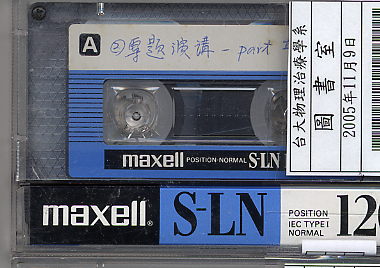 A ②專題演講 - part I
maxell POSITION·NORMAL S-LN
台大物理治療學系
圖書室
2005年11月9日
maxell® S-LN
POSITION
IEC TYPE I
NORMAL
120